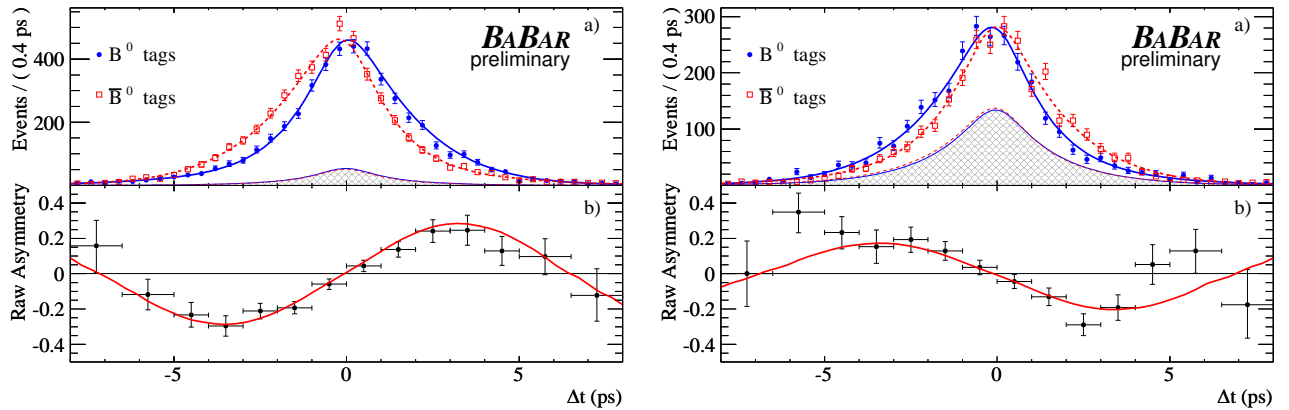 Events / ( 0.4 ps )
400
200
a)
B⁰ tags
B̅⁰ tags
BABAR
preliminary
Raw Asymmetry
0.4
0.2
0
-0.2
-0.4
b)
-5
0
5
Δt (ps)
Events / ( 0.4 ps )
300
200
100
a)
B⁰ tags
B̅⁰ tags
BABAR
preliminary
Raw Asymmetry
0.4
0.2
0
-0.2
-0.4
b)
-5
0
5
Δt (ps)